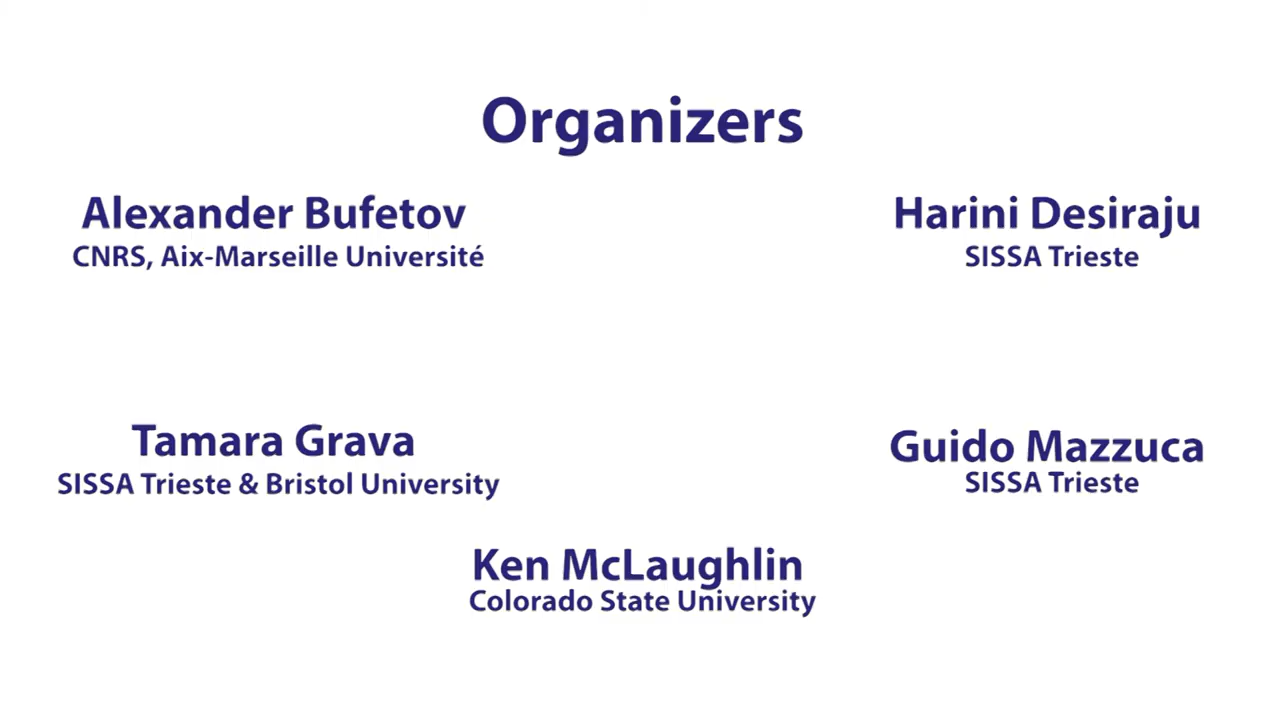 Organizers
Alexander Bufetov
CNRS, Aix-Marseille Université
Harini Desiraju
SISSA Trieste
Tamara Grava
SISSA Trieste & Bristol University
Guido Mazzuca
SISSA Trieste
Ken McLaughlin
Colorado State University